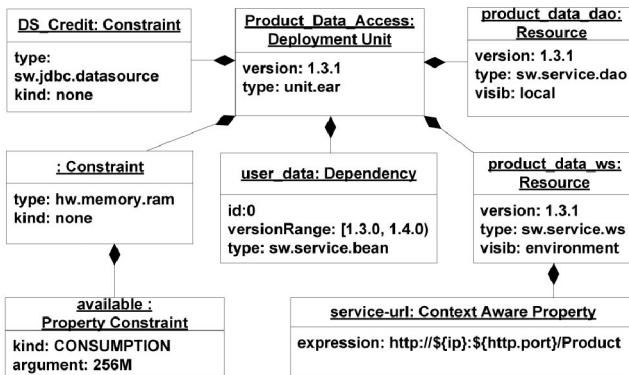 DS_Credit: Constraint
type:
sw.jdbc.datasource
kind: none
Product_Data_Access:
Deployment Unit
version: 1.3.1
type: unit.ear
product_data_dao:
Resource
version: 1.3.1
type: sw.service.dao
visib: local
: Constraint
type: hw.memory.ram
kind: none
user_data: Dependency
id:0
versionRange: [1.3.0, 1.4.0)
type: sw.service.bean
product_data_ws:
Resource
version: 1.3.1
type: sw.service.ws
visib: environment
available :
Property Constraint
kind: CONSUMPTION
argument: 256M
service-url: Context Aware Property
expression: http://${ip}:${http.port}/Product